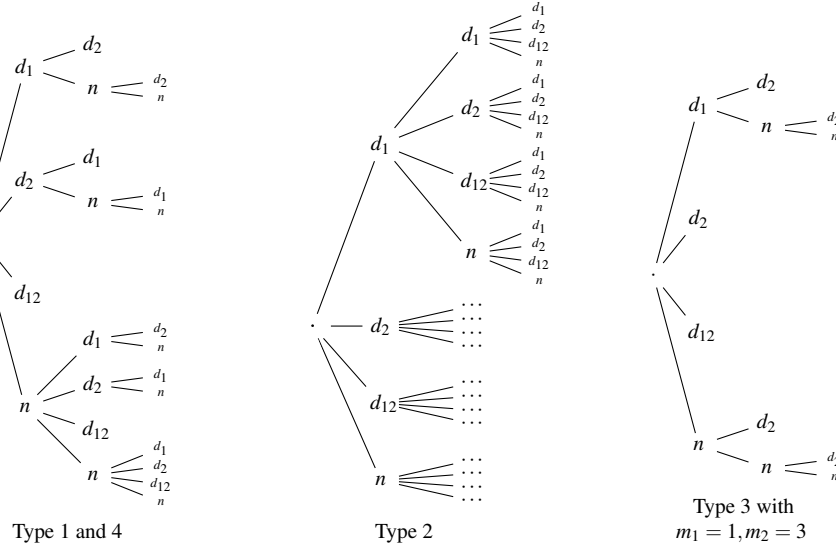 d₁
d₂
n
d₂
n
d₂
d₁
n
d₁
n
d₁₂
n
d₁
d₂
n
d₂
d₁
n
d₁₂
n
d₁
d₂
d₁₂
n
Type 1 and 4
·
d₁
d₁
d₁
d₂
d₁₂
n
d₂
d₁
d₂
d₁₂
n
d₁₂
d₁
d₂
d₁₂
n
n
d₁
d₂
d₁₂
n
d₂
···
···
···
···
d₁₂
···
···
···
···
n
···
···
···
···
Type 2
·
d₁
d₂
n
d₂
d₁₂
n
d₂
n
Type 3 with
m₁ = 1, m₂ = 3